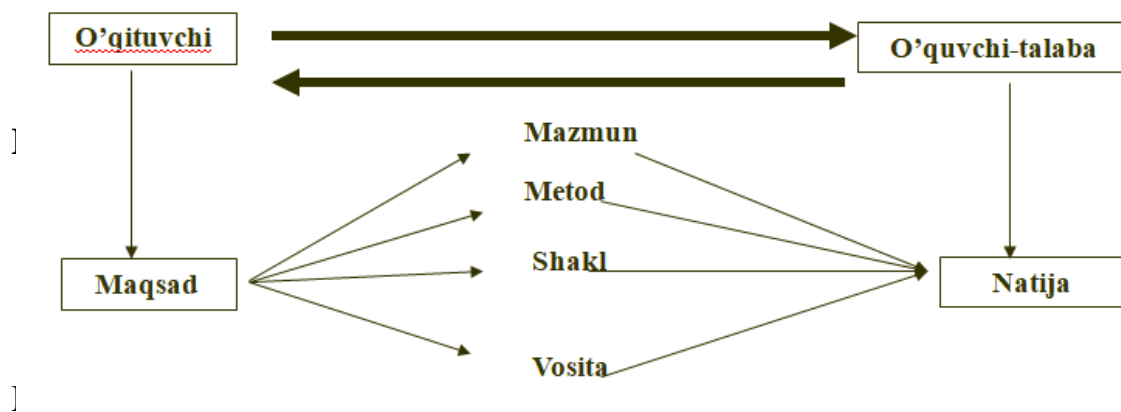 O’qituvchi
O’quvchi-talaba
Mazmun
Metod
Shakl
Vosita
Maqsad
Natija